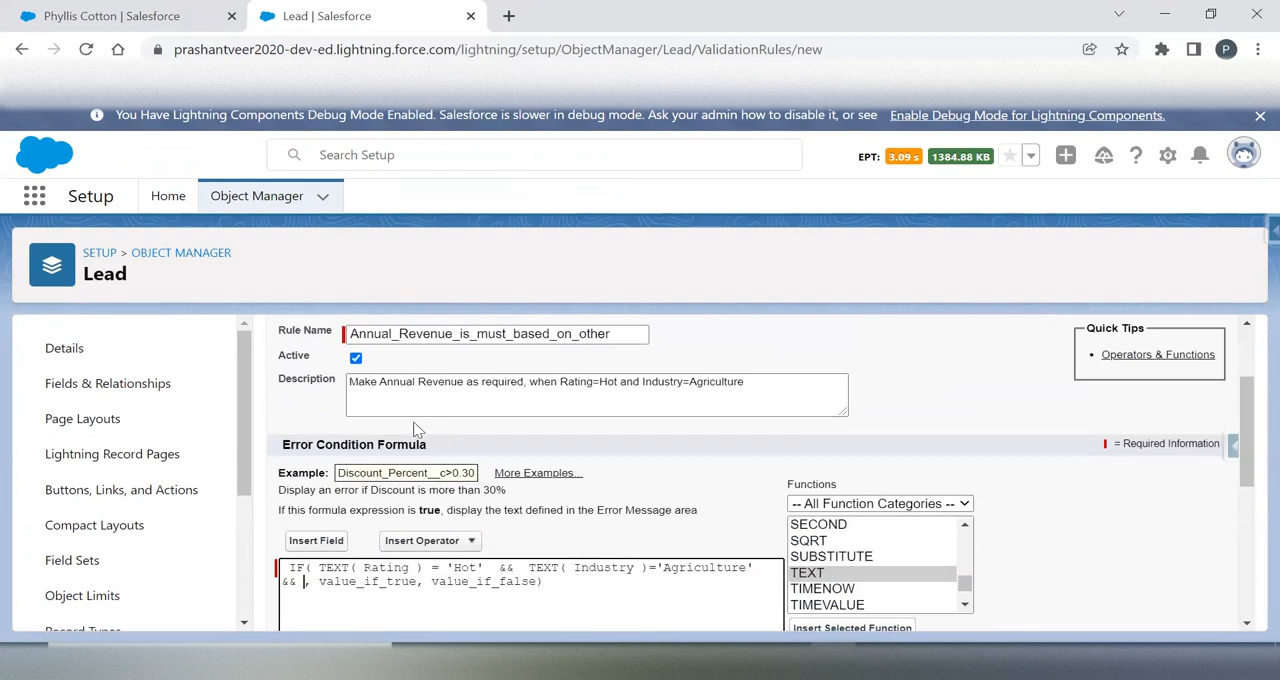 Phyllis Cotton | Salesforce
Lead | Salesforce
prashantveer2020-dev-ed.lightning.force.com/lightning/setup/ObjectManager/Lead/ValidationRules/new
P
You Have Lightning Components Debug Mode Enabled. Salesforce is slower in debug mode. Ask your admin how to disable it, or see Enable Debug Mode for Lightning Components.
Search Setup
EPT: 3.09 s 1384.88 KB
Setup Home Object Manager
SETUP > OBJECT MANAGER
Lead
Details
Fields & Relationships
Page Layouts
Lightning Record Pages
Buttons, Links, and Actions
Compact Layouts
Field Sets
Object Limits
Record Types
Rule Name Annual_Revenue_is_must_based_on_other
Active
Description Make Annual Revenue as required, when Rating=Hot and Industry=Agriculture
Quick Tips
Operators & Functions
Error Condition Formula
= Required Information
Example: Discount_Percent__c>0.30 More Examples...
Display an error if Discount is more than 30%
If this formula expression is true, display the text defined in the Error Message area
Insert Field Insert Operator
IF( TEXT( Rating ) = 'Hot' && TEXT( Industry )='Agriculture'
&& , value_if_true, value_if_false)
Functions
-- All Function Categories --
SECOND
SQRT
SUBSTITUTE
TEXT
TIMENOW
TIMEVALUE
Insert Selected Function